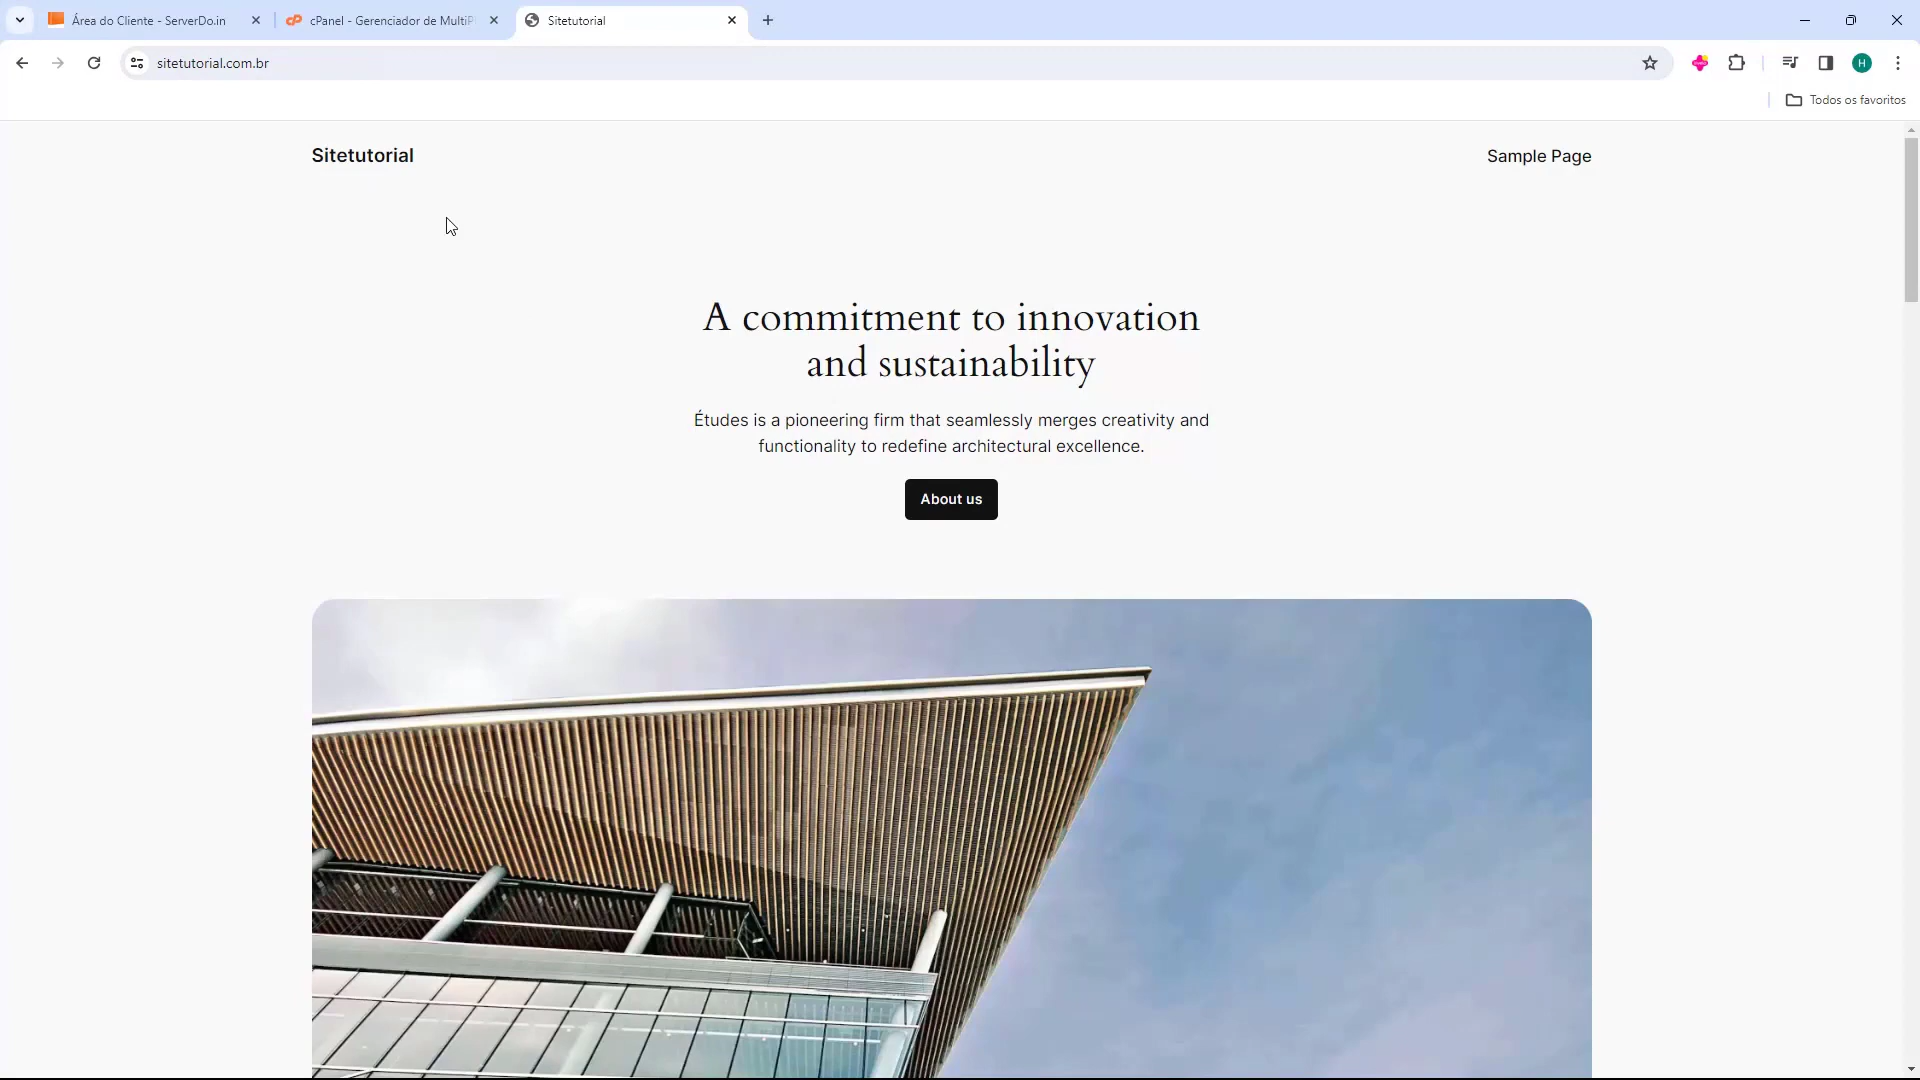 Área do Cliente - ServerDo.in
cPanel - Gerenciador de MultiP
Sitetutorial
sitetutorial.com.br
H
Todos os favoritos
Sitetutorial
Sample Page
A commitment to innovation
and sustainability
Études is a pioneering firm that seamlessly merges creativity and
functionality to redefine architectural excellence.
About us